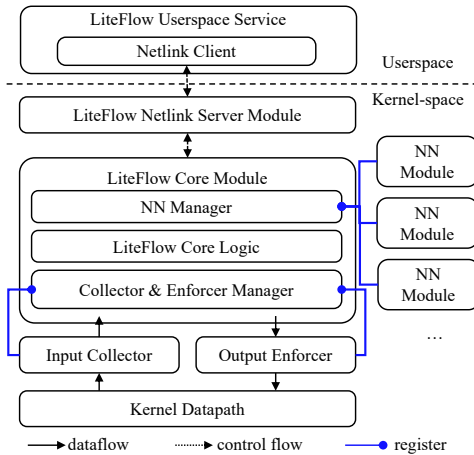 LiteFlow Userspace Service
Netlink Client
Userspace
Kernel-space
LiteFlow Netlink Server Module
LiteFlow Core Module
NN Manager
LiteFlow Core Logic
Collector & Enforcer Manager
NN
Module
NN
Module
NN
Module
...
Input Collector
Output Enforcer
Kernel Datapath
dataflow
control flow
register